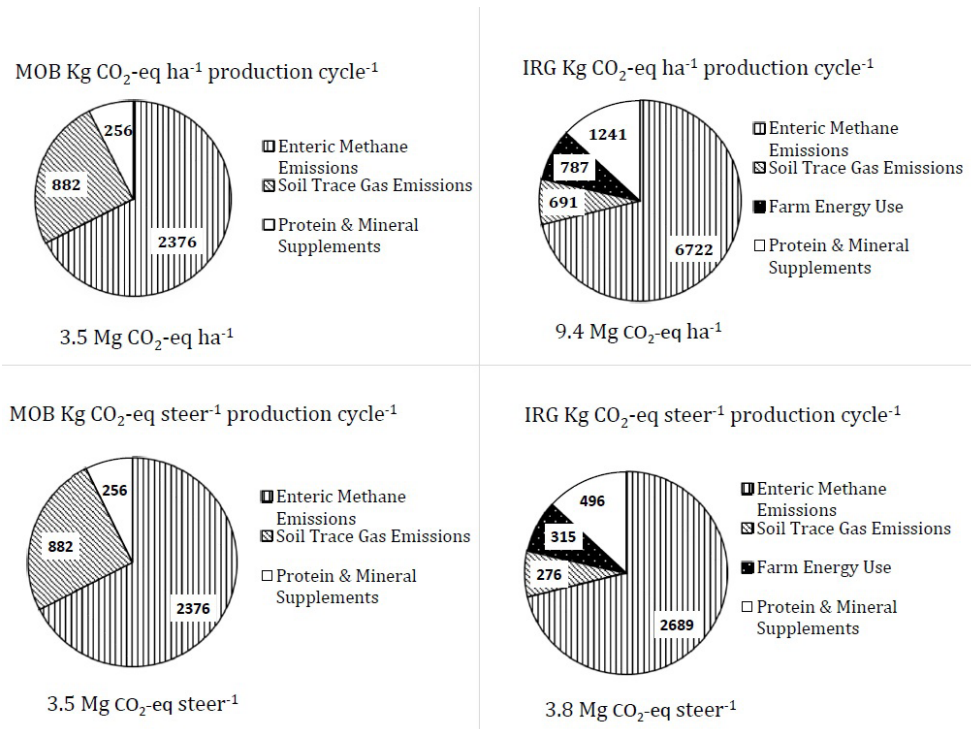 MOB Kg CO₂-eq ha⁻¹ production cycle⁻¹
256
882
2376
Enteric Methane
Emissions
Soil Trace Gas Emissions
Protein & Mineral
Supplements
3.5 Mg CO₂-eq ha⁻¹
IRG Kg CO₂-eq ha⁻¹ production cycle⁻¹
1241
787
691
6722
Enteric Methane
Emissions
Soil Trace Gas Emissions
Farm Energy Use
Protein & Mineral
Supplements
9.4 Mg CO₂-eq ha⁻¹
MOB Kg CO₂-eq steer⁻¹ production cycle⁻¹
256
882
2376
Enteric Methane
Emissions
Soil Trace Gas Emissions
Protein & Mineral
Supplements
3.5 Mg CO₂-eq steer⁻¹
IRG Kg CO₂-eq steer⁻¹ production cycle⁻¹
496
315
276
2689
Enteric Methane
Emissions
Soil Trace Gas Emissions
Farm Energy Use
Protein & Mineral
Supplements
3.8 Mg CO₂-eq steer⁻¹